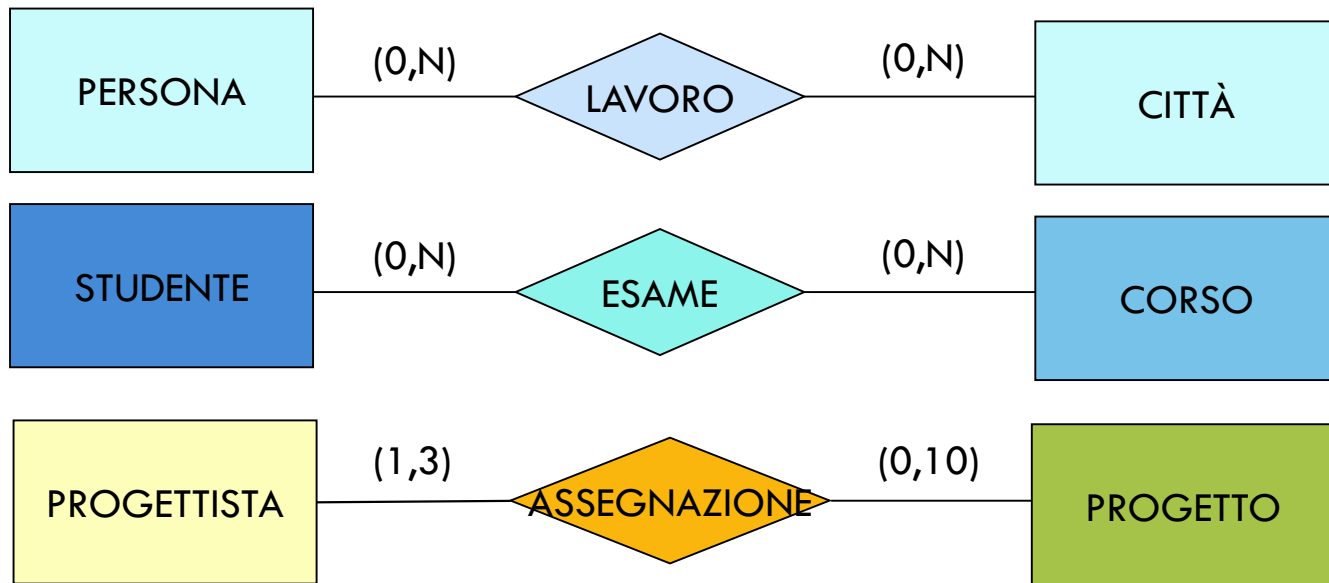 PERSONA
(0,N)
LAVORO
(0,N)
CITTÀ
STUDENTE
(0,N)
ESAME
(0,N)
CORSO
PROGETTISTA
(1,3)
ASSEGNAZIONE
(0,10)
PROGETTO